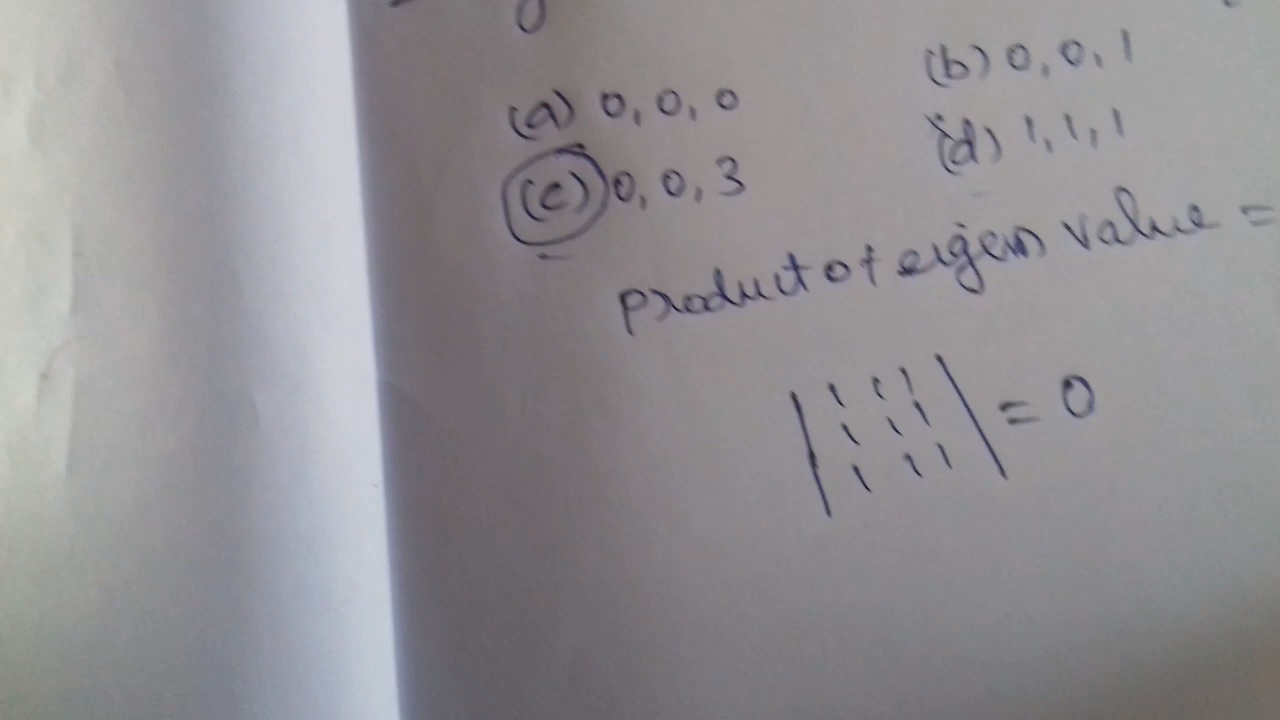 (a) 0, 0, 0 (b) 0, 0, 1
(c) 0, 0, 3 (d) 1, 1, 1
product of eigen value =
| 1 1 1 |
| 1 1 1 | = 0
| 1 1 1 |